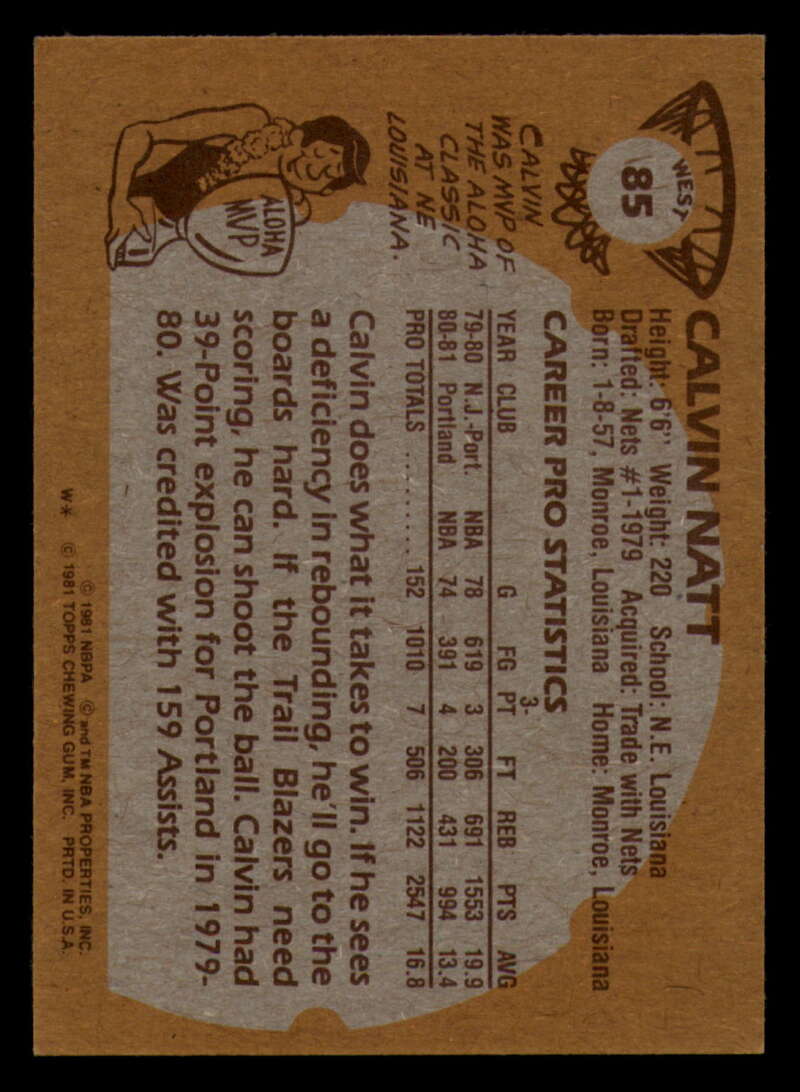 WEST
85
CALVIN NATT
Height: 6'6" Weight: 220 School: N.E. Louisiana
Drafted: Nets #1-1979 Acquired: Trade with Nets
Born: 1-8-57, Monroe, Louisiana Home: Monroe, Louisiana
CALVIN
WAS MVP OF
THE ALOHA
CLASSIC
AT NE
LOUISIANA.
ALOHA
MVP
CAREER PRO STATISTICS
3-
YEAR CLUB G FG PT FT REB PTS AVG
79-80 N.J.-Port. NBA 78 619 3 306 691 1553 19.9
80-81 Portland NBA 74 391 4 200 431 994 13.4
PRO TOTALS .......... 152 1010 7 506 1122 2547 16.8
Calvin does what it takes to win. If he sees
a deficiency in rebounding, he'll go to the
boards hard. If the Trail Blazers need
scoring, he can shoot the ball. Calvin had
39-Point explosion for Portland in 1979-
80. Was credited with 159 Assists.
© 1981 NBPA © and TM NBA PROPERTIES, INC.
W* © 1981 TOPPS CHEWING GUM, INC. PRTD. IN U.S.A.